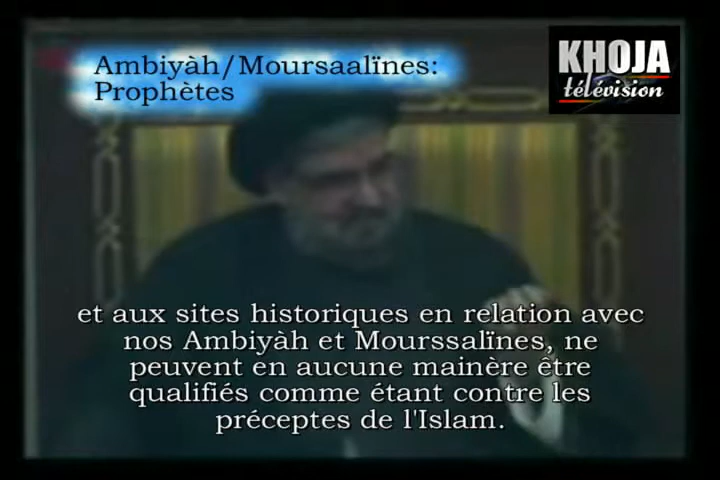 Ambiyàh/Moursaalïnes:
Prophètes
KHOJA
télévision
et aux sites historiques en relation avec
nos Ambiyàh et Mourssalïnes, ne
peuvent en aucune mainère être
qualifiés comme étant contre les
préceptes de l'Islam.